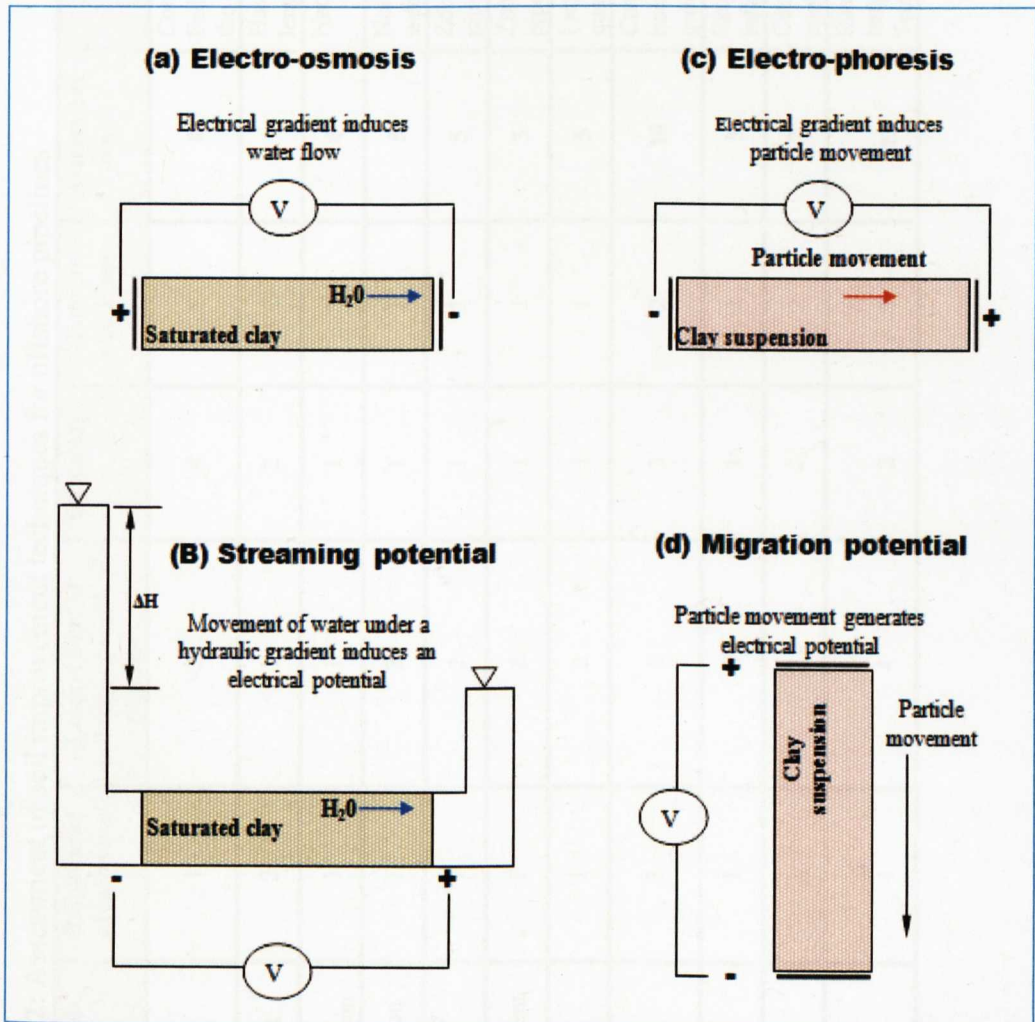 (a) Electro-osmosis
Electrical gradient induces
water flow
V
+
H₂0
-
Saturated clay
(c) Electro-phoresis
Electrical gradient induces
particle movement
V
Particle movement
-
Clay suspension
+
(B) Streaming potential
ΔH
Movement of water under a
hydraulic gradient induces an
electrical potential
H₂0
Saturated clay
-
+
V
(d) Migration potential
Particle movement generates
electrical potential
+
Clay
suspension
Particle
movement
V
-